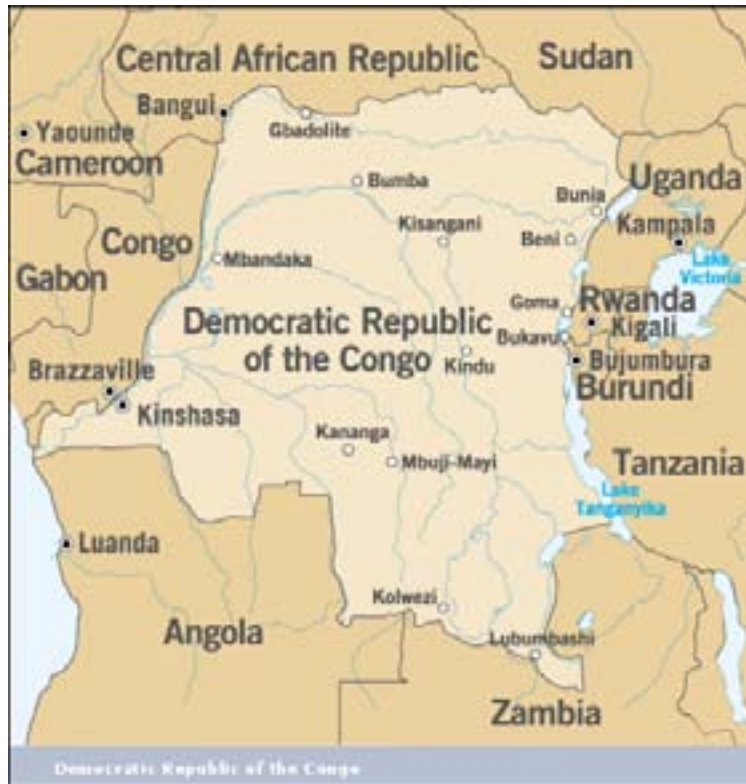 Central African Republic
Sudan
Bangui
Gbadolite
Yaounde
Cameroon
Bumba
Uganda
Bunia
Kisangani
Kampala
Congo
Beni
Mbandaka
Lake
Victoria
Gabon
Goma
Rwanda
Democratic Republic
of the Congo
Kigali
Bukavu
Kindu
Bujumbura
Brazzaville
Burundi
Kinshasa
Kananga
Mbuji-Mayi
Tanzania
Lake
Tanganyika
Luanda
Kolwezi
Angola
Lubumbashi
Zambia
Democratic Republic of the Congo